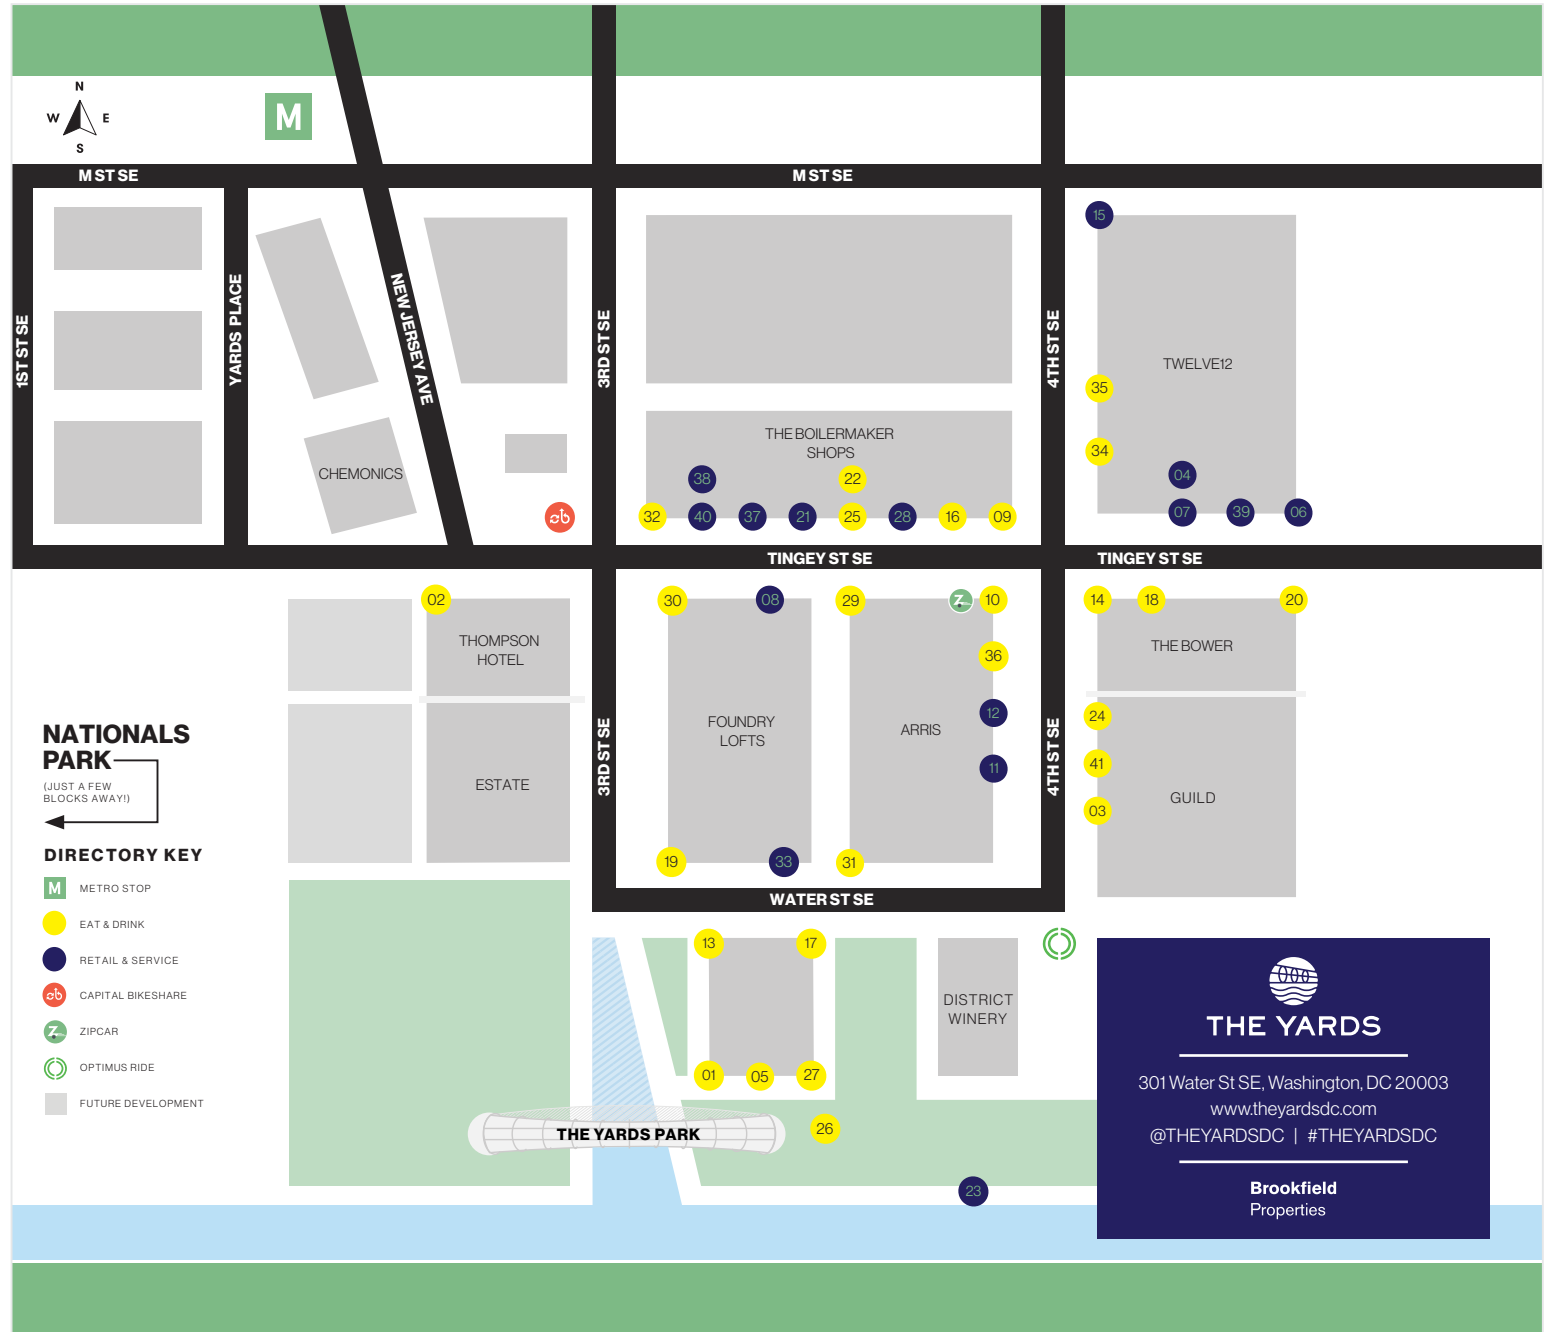 N
W E
S
M
M ST SE
M ST SE
1ST ST SE
YARDS PLACE
NEW JERSEY AVE
3RD ST SE
4TH ST SE
15
TWELVE12
35
34
04
07
39
06
CHEMONICS
THE BOILERMAKER
SHOPS
38
22
32
40
37
21
25
28
16
09
TINGEY ST SE
TINGEY ST SE
02
THOMPSON
HOTEL
ESTATE
30
08
FOUNDRY
LOFTS
19
33
29
10
36
12
11
ARRIS
31
14
18
20
THE BOWER
24
41
03
GUILD
3RD ST SE
4TH ST SE
WATER ST SE
NATIONALS
PARK
(JUST A FEW
BLOCKS AWAY!)
DIRECTORY KEY
M METRO STOP
EAT & DRINK
RETAIL & SERVICE
CAPITAL BIKESHARE
ZIPCAR
OPTIMUS RIDE
FUTURE DEVELOPMENT
13
17
01
05
27
DISTRICT
WINERY
THE YARDS PARK
26
23
THE YARDS
301 Water St SE, Washington, DC 20003
www.theyardsdc.com
@THEYARDSDC | #THEYARDSDC
Brookfield
Properties